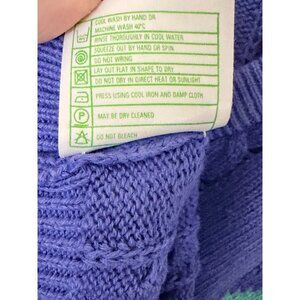 COOL WASH BY HAND OR
MACHINE WASH 40°C
RINSE THOROUGHLY IN COOL WATER
SQUEEZE OUT BY HAND OR SPIN.
DO NOT WRING
LAY OUT FLAT IN SHAPE TO DRY
DO NOT DRY IN DIRECT HEAT OR SUNLIGHT
PRESS USING COOL IRON AND DAMP CLOTH
P
MAY BE DRY CLEANED
DO NOT BLEACH